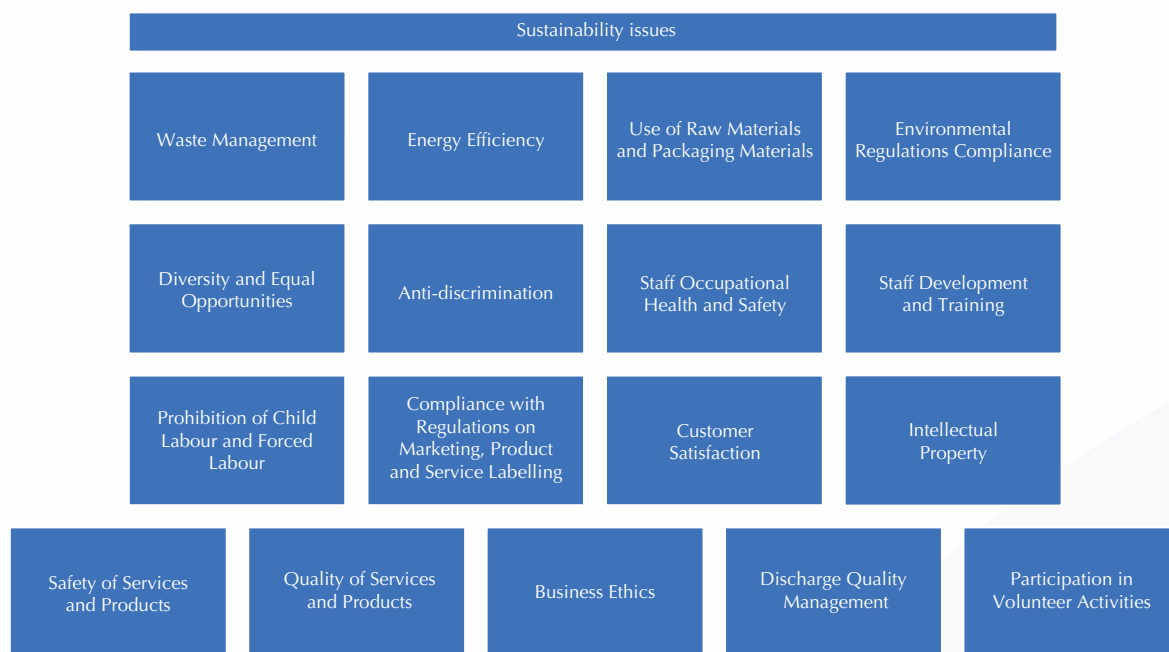 Sustainability issues
Waste Management
Energy Efficiency
Use of Raw Materials
and Packaging Materials
Environmental
Regulations Compliance
Diversity and Equal
Opportunities
Anti-discrimination
Staff Occupational
Health and Safety
Staff Development
and Training
Prohibition of Child
Labour and Forced
Labour
Compliance with
Regulations on
Marketing, Product
and Service Labelling
Customer
Satisfaction
Intellectual
Property
Safety of Services
and Products
Quality of Services
and Products
Business Ethics
Discharge Quality
Management
Participation in
Volunteer Activities